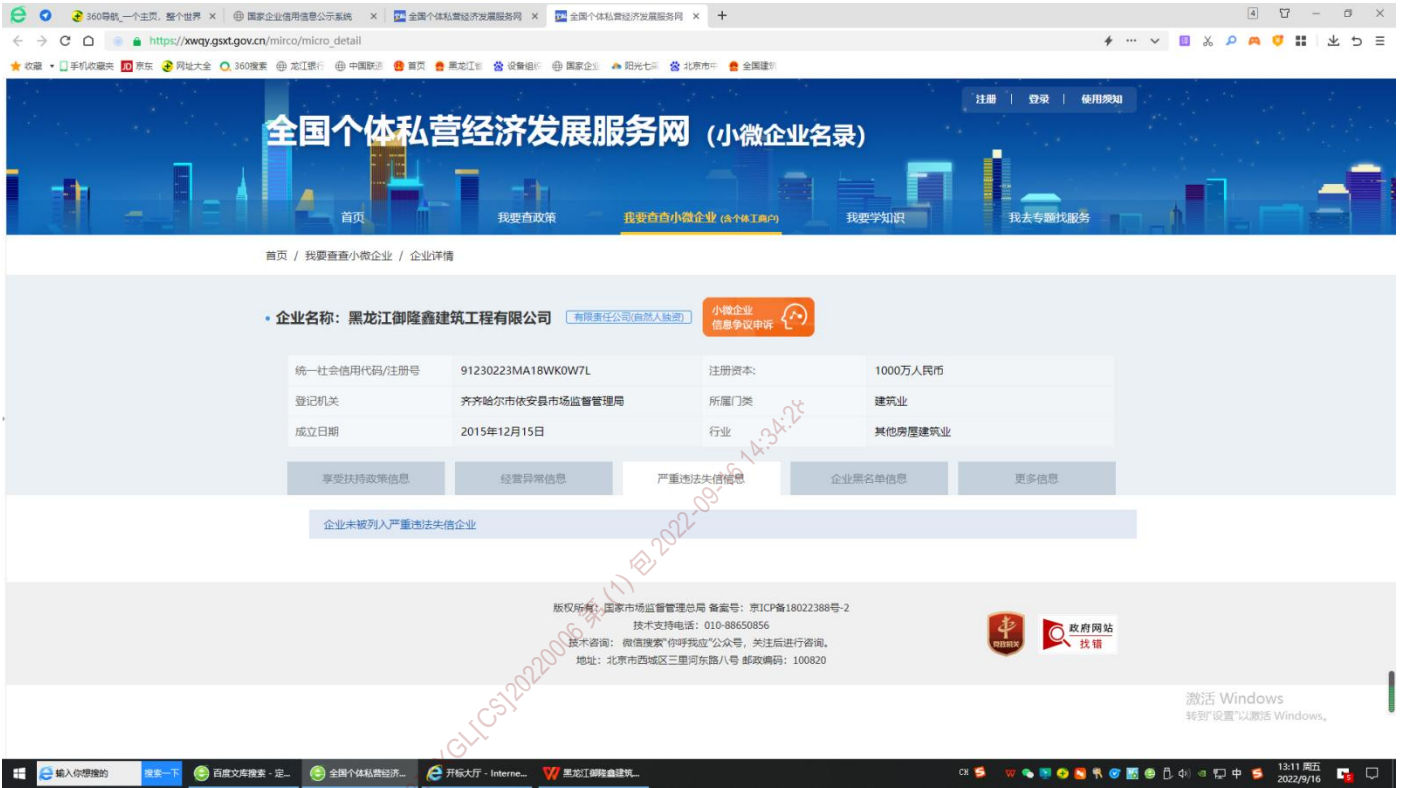 360导航_一个主页，整个世界
国家企业信用信息公示系统
全国个体私营经济发展服务网
全国个体私营经济发展服务网
4
https://xwqy.gsxt.gov.cn/mirco/micro_detail
收藏 手机收藏夹 京东 网址大全 360搜索 龙江银行 中国联 首页 黑龙江省 设备组 国家企业 阳光七 北京市 全国建
注册 登录 使用须知
全国个体私营经济发展服务网（小微企业名录）
首页 我要查政策 我要查查小微企业 (含个体工商户) 我要学知识 我去专题找服务
首页 / 我要查查小微企业 / 企业详情
企业名称：黑龙江御隆鑫建筑工程有限公司 有限责任公司(自然人独资)
小微企业
信息争议申诉
统一社会信用代码/注册号 91230223MA18WK0W7L 注册资本: 1000万人民币
登记机关 齐齐哈尔市依安县市场监督管理局 所属门类 建筑业
成立日期 2015年12月15日 行业 其他房屋建筑业
享受扶持政策信息 经营异常信息 严重违法失信信息 企业黑名单信息 更多信息
企业未被列入严重违法失信企业
GL[CS]20220006 第(1) 包 2022-09-16 14:34:28
版权所有：国家市场监督管理总局 备案号：京ICP备18022388号-2
技术支持电话：010-88650856
技术咨询： 微信搜索“你呼我应”公众号，关注后进行咨询。
地址：北京市西城区三里河东路八号 邮政编码：100820
党政机关
政府网站
找错
激活 Windows
转到"设置"以激活 Windows。
输入你想搜的 搜索一下 百度文库搜索 - 定... 全国个体私营经济... 开标大厅 - Interne... 黑龙江御隆鑫建筑...
CH 中
13:11 周五
2022/9/16
5